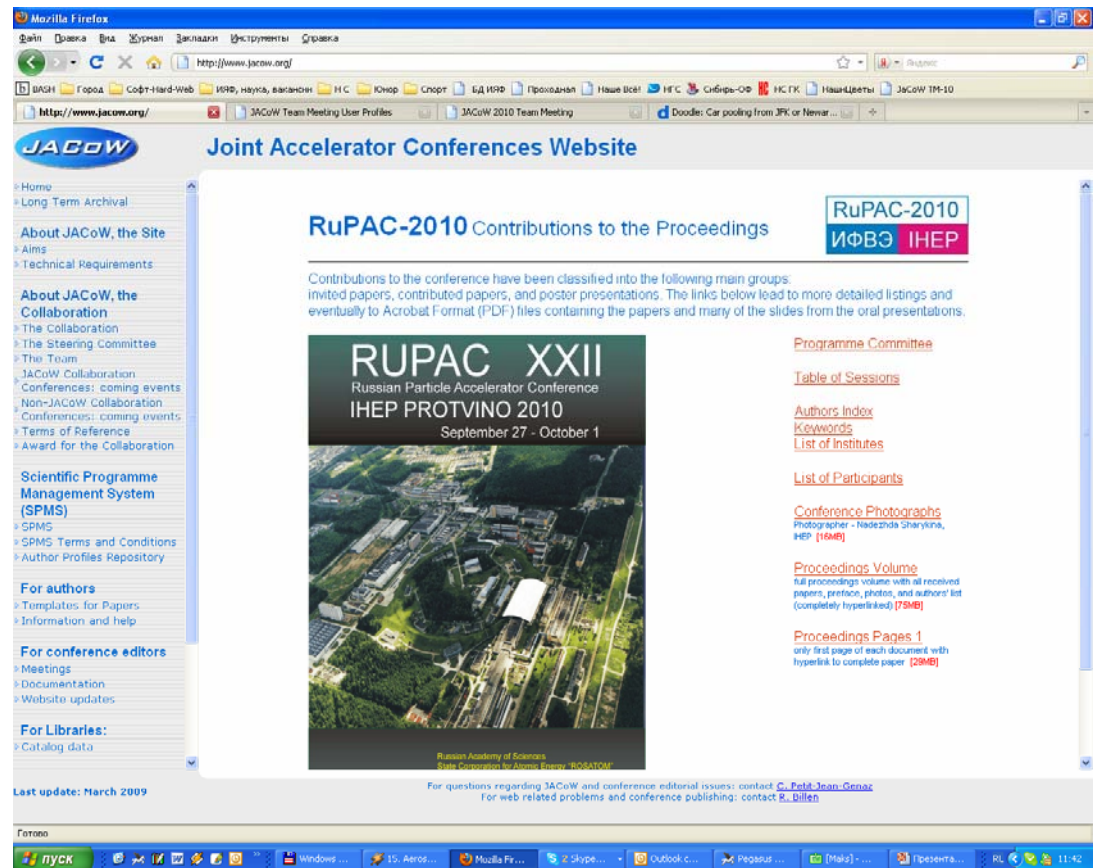 Mozilla Firefox
Файл Правка Вид Журнал Закладки Инструменты Справка
http://www.jacow.org/
Яндекс
BASH Город Софт-Hard-Web ИЯФ, наука, вакансии Н С Юмор Спорт БД ИЯФ Проходная Наше Всё! НГС Сибирь-ОФ НСГК НашиЦветы JaCoW TM-10
http://www.jacow.org/ JACoW Team Meeting User Profiles JACoW 2010 Team Meeting Doodle: Car pooling from JFK or Newar...
JACoW
Joint Accelerator Conferences Website
Home
Long Term Archival
About JACoW, the Site
Aims
Technical Requirements
About JACoW, the
Collaboration
The Collaboration
The Steering Committee
The Team
JACoW Collaboration
Conferences: coming events
Non-JACoW Collaboration
Conferences: coming events
Terms of Reference
Award for the Collaboration
Scientific Programme
Management System
(SPMS)
SPMS
SPMS Terms and Conditions
Author Profiles Repository
For authors
Templates for Papers
Information and help
For conference editors
Meetings
Documentation
Website updates
For Libraries:
Catalog data
Last update: March 2009
RuPAC-2010 Contributions to the Proceedings
RuPAC-2010
ИФВЭ IHEP
Contributions to the conference have been classified into the following main groups:
invited papers, contributed papers, and poster presentations. The links below lead to more detailed listings and
eventually to Acrobat Format (PDF) files containing the papers and many of the slides from the oral presentations.
RUPAC XXII
Russian Particle Accelerator Conference
IHEP PROTVINO 2010
September 27 - October 1
Russian Academy of Sciences
State Corporation for Atomic Energy "ROSATOM"
Programme Committee
Table of Sessions
Authors Index
Keywords
List of Institutes
List of Participants
Conference Photographs
Photographer - Nadezhda Sharykina,
IHEP [16MB]
Proceedings Volume
full proceedings volume with all received
papers, preface, photos, and authors' list
(completely hyperlinked) [75MB]
Proceedings Pages 1
only first page of each document with
hyperlink to complete paper [29MB]
For questions regarding JACoW and conference editorial issues: contact C. Petit-Jean-Genaz
For web related problems and conference publishing: contact R. Billen
Готово
пуск Windows ... 15. Aeros... Mozilla Fir... 2 Skype... Outlook c... Pegasus ... [Maks] - ... Презента... RL 11:42